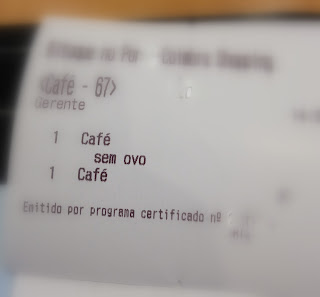 <Café - 67>
Gerente
1 Café
sem ovo
1 Café
Emitido por programa certificado nº